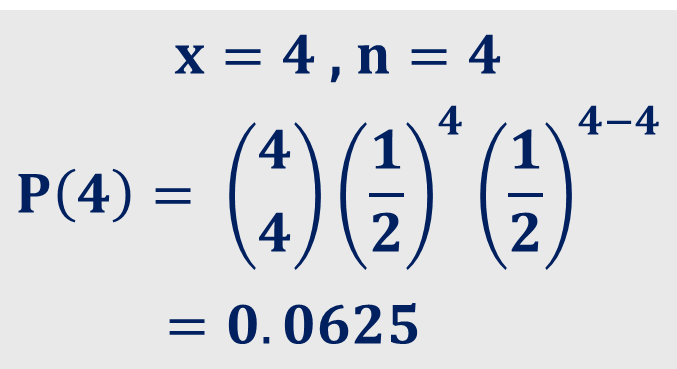 x = 4 , n = 4
P(4) = (4 4) (1/2)^4 (1/2)^4−4
= 0.0625